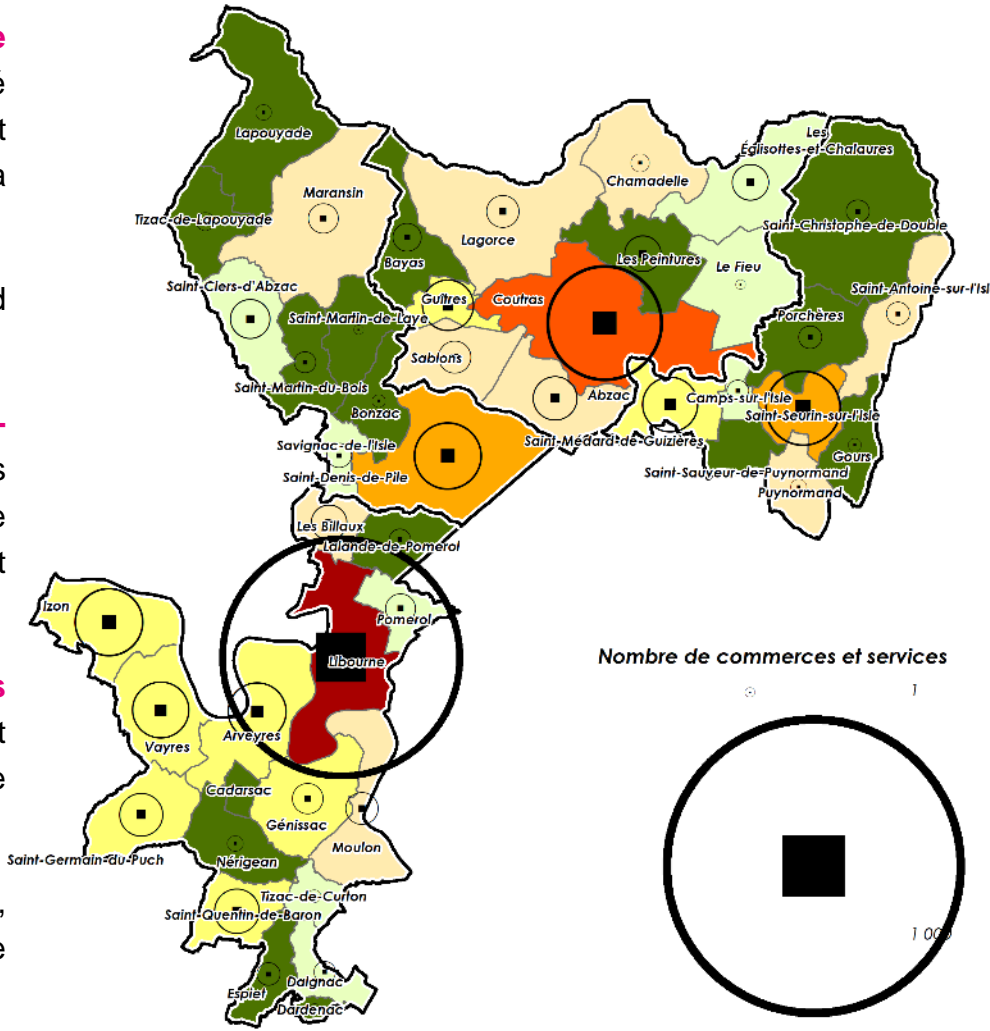 e
é
t
a
d
-
s
e
t
s
t
e
,
e
Lapouyade
Maransin
Tizac-de-Lapouyade
Saint-Ciers-d'Abzac
Bayas
Lagorce
Chamadelle
Les
Églisottes-et-Chalaures
Saint-Christophe-de-Double
Les Peintures
Le Fieu
Saint-Antoine-sur-l'Isl
Guîtres
Coutras
Saint-Martin-de-Laye
Porchères
Sablons
Saint-Martin-du-Bois
Bonzac
Abzac
Camps-sur-l'Isle
Saint-Seurin-sur-l'Isle
Saint-Médard-de-Guizières
Savignac-de-l'Isle
Saint-Denis-de-Pile
Gours
Saint-Sauveur-de-Puynormand
Puynormand
Les Billaux
Lalande-de-Pomerol
Izon
Pomerol
Libourne
Vayres
Arveyres
Cadarsac
Génissac
Moulon
Saint-Germain-du-Puch
Nérigean
Tizac-de-Curton
Saint-Quentin-de-Baron
Daignac
Espiet
Dardenac
Nombre de commerces et services
1
1 000